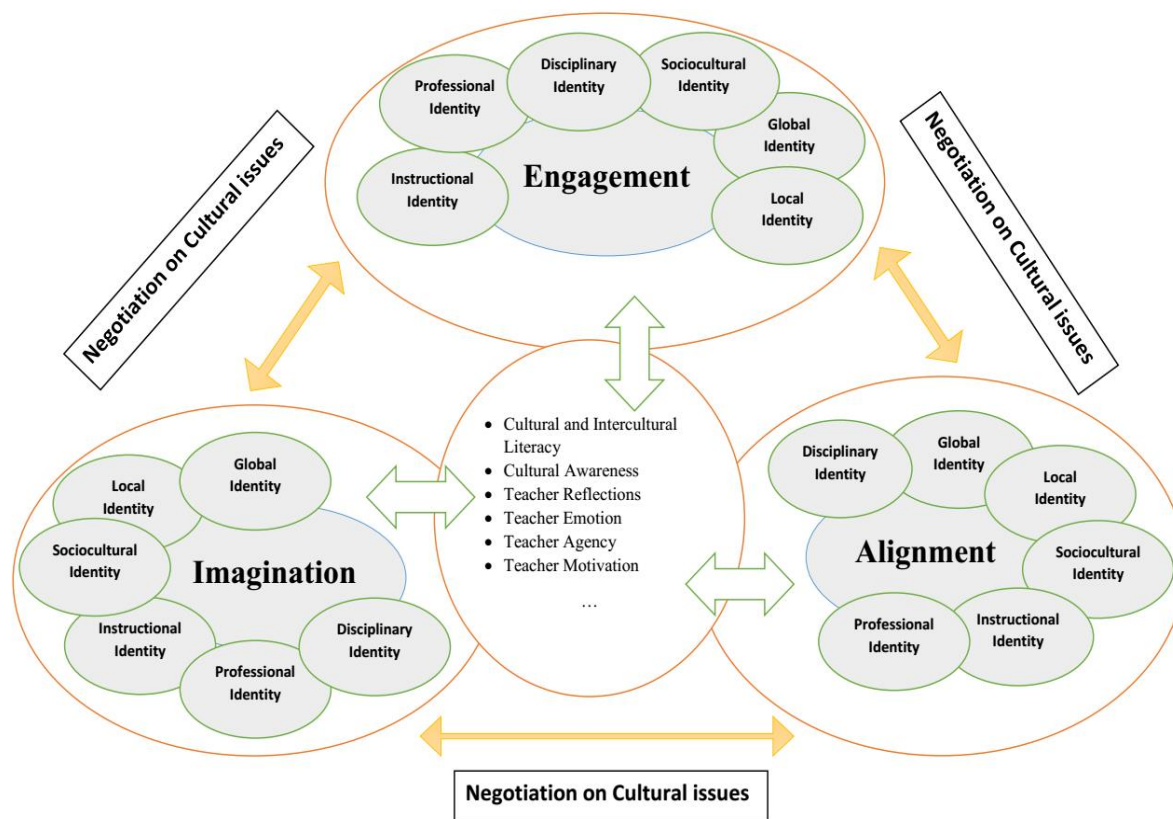 Negotiation on Cultural issues
Negotiation on Cultural issues
Instructional
Identity
Professional
Identity
Disciplinary
Identity
Sociocultural
Identity
Global
Identity
Local
Identity
Engagement
• Cultural and Intercultural
Literacy
• Cultural Awareness
• Teacher Reflections
• Teacher Emotion
• Teacher Agency
• Teacher Motivation
…
Global
Identity
Local
Identity
Sociocultural
Identity
Instructional
Identity
Professional
Identity
Disciplinary
Identity
Imagination
Disciplinary
Identity
Global
Identity
Local
Identity
Sociocultural
Identity
Instructional
Identity
Professional
Identity
Alignment
Negotiation on Cultural issues